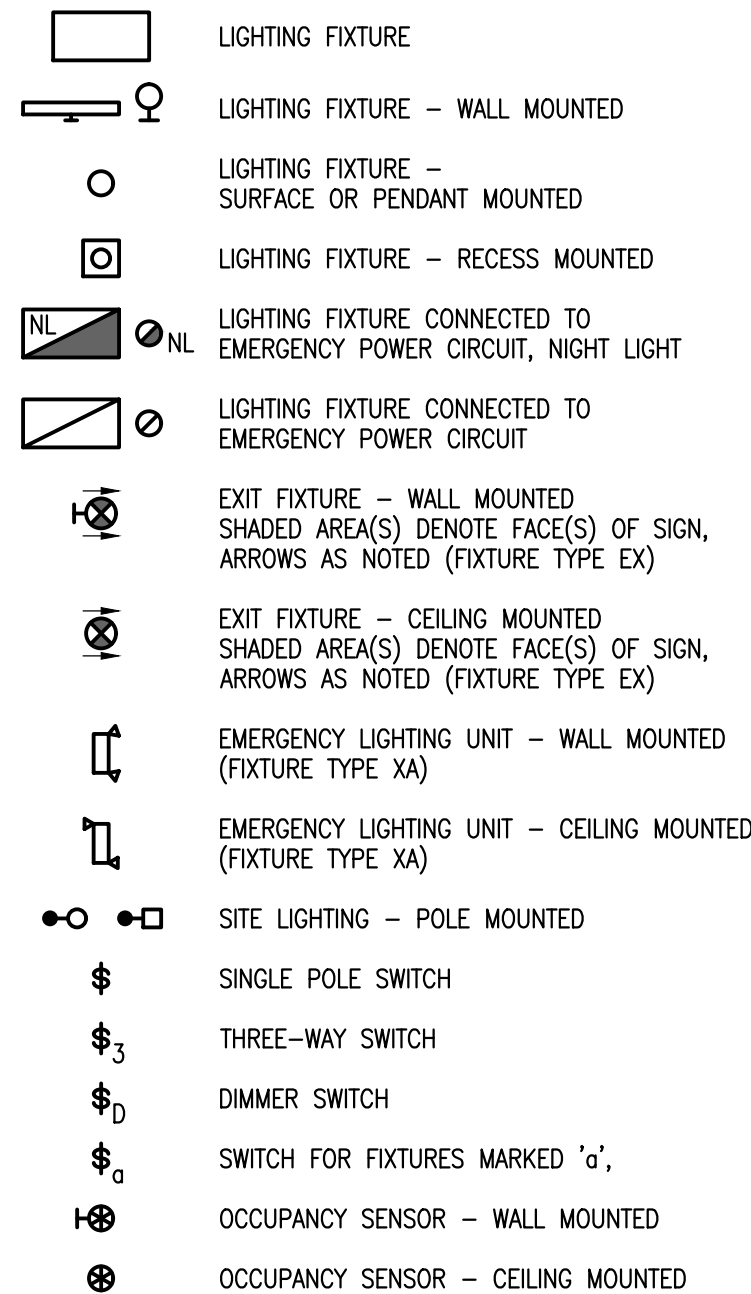 LIGHTING FIXTURE
LIGHTING FIXTURE – WALL MOUNTED
LIGHTING FIXTURE –
SURFACE OR PENDANT MOUNTED
LIGHTING FIXTURE – RECESS MOUNTED
NL NL LIGHTING FIXTURE CONNECTED TO
EMERGENCY POWER CIRCUIT, NIGHT LIGHT
LIGHTING FIXTURE CONNECTED TO
EMERGENCY POWER CIRCUIT
EXIT FIXTURE – WALL MOUNTED
SHADED AREA(S) DENOTE FACE(S) OF SIGN,
ARROWS AS NOTED (FIXTURE TYPE EX)
EXIT FIXTURE – CEILING MOUNTED
SHADED AREA(S) DENOTE FACE(S) OF SIGN,
ARROWS AS NOTED (FIXTURE TYPE EX)
EMERGENCY LIGHTING UNIT – WALL MOUNTED
(FIXTURE TYPE XA)
EMERGENCY LIGHTING UNIT – CEILING MOUNTED
(FIXTURE TYPE XA)
SITE LIGHTING – POLE MOUNTED
$ SINGLE POLE SWITCH
$3 THREE–WAY SWITCH
$D DIMMER SWITCH
$a SWITCH FOR FIXTURES MARKED 'a',
OCCUPANCY SENSOR – WALL MOUNTED
OCCUPANCY SENSOR – CEILING MOUNTED